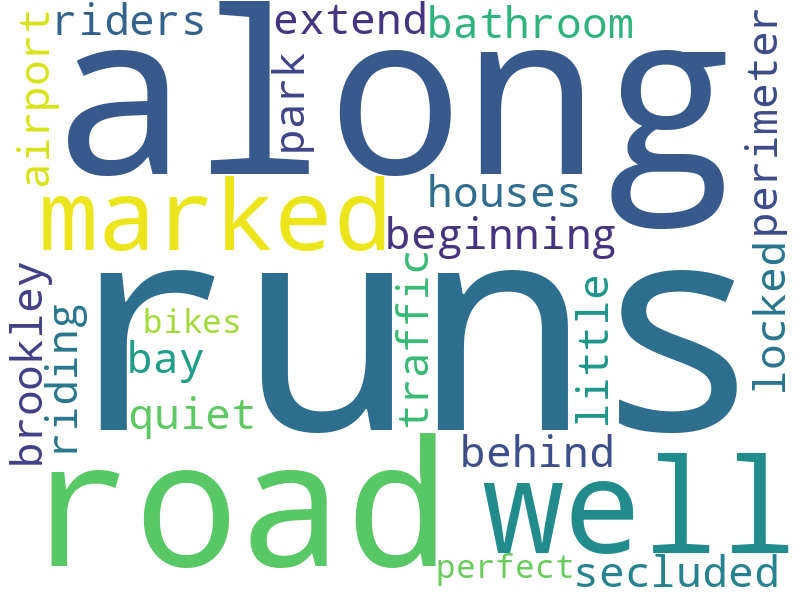 riders
extend
bathroom
airport
along
park
perimeter
marked
houses
beginning
runs
brookley
riding
bikes
bay
quiet
traffic
little
locked
road
behind
well
perfect
secluded